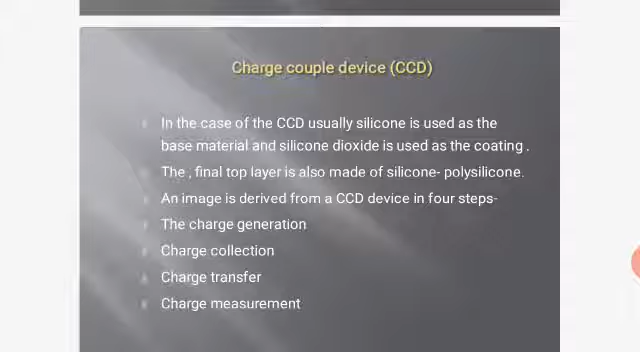 Charge couple device (CCD)
In the case of the CCD usually silicone is used as the
base material and silicone dioxide is used as the coating .
The , final top layer is also made of silicone- polysilicone.
An image is derived from a CCD device in four steps-
The charge generation
Charge collection
Charge transfer
Charge measurement